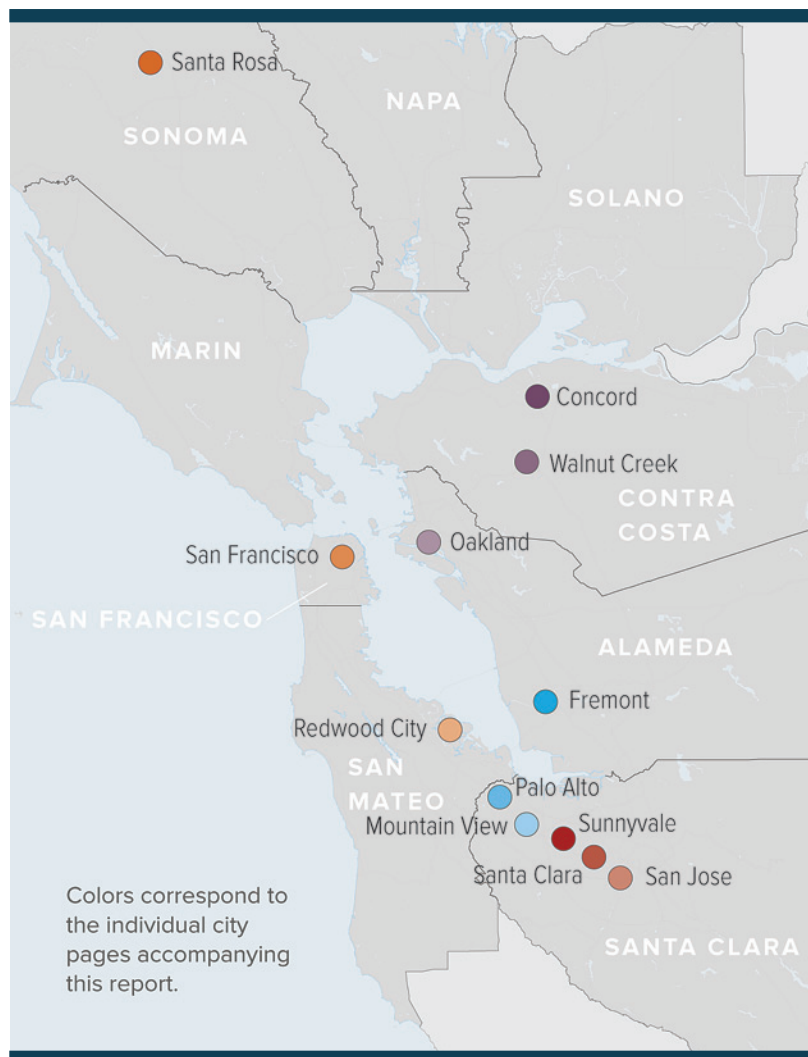 Santa Rosa
NAPA
SONOMA
SOLANO
MARIN
Concord
Walnut Creek
CONTRA
COSTA
Oakland
San Francisco
SAN FRANCISCO
ALAMEDA
Fremont
Redwood City
SAN
MATEO
Palo Alto
Mountain View
Sunnyvale
Santa Clara
San Jose
SANTA CLARA
Colors correspond to
the individual city
pages accompanying
this report.